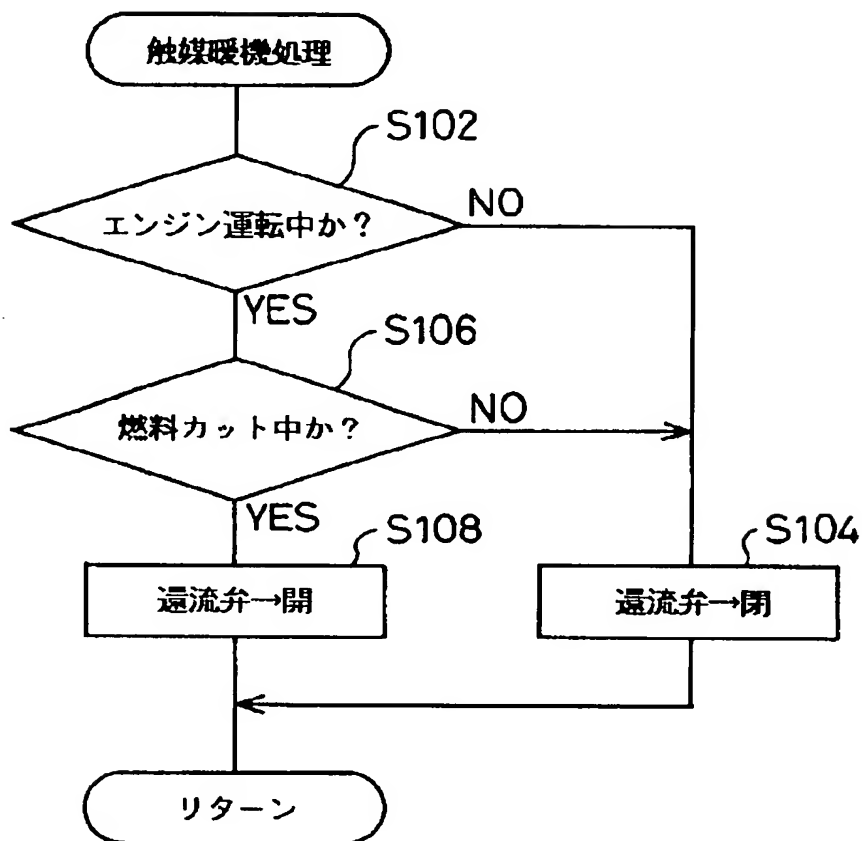 触媒暖機処理
S102
エンジン運転中か?
NO
YES
S106
燃料カット中か?
NO
YES
S108
還流弁→開
S104
還流弁→閉
リターン